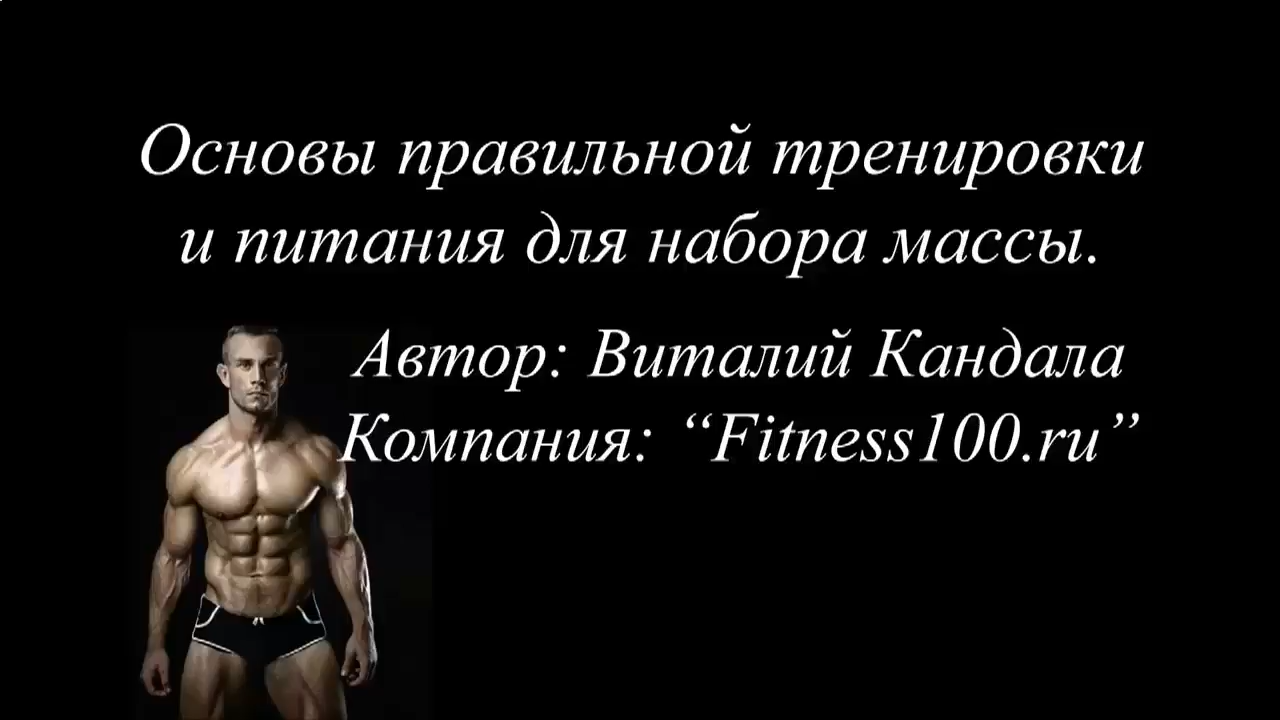 Основы правильной тренировки
и питания для набора массы.
Автор: Виталий Кандала
Компания: “Fitness100.ru”